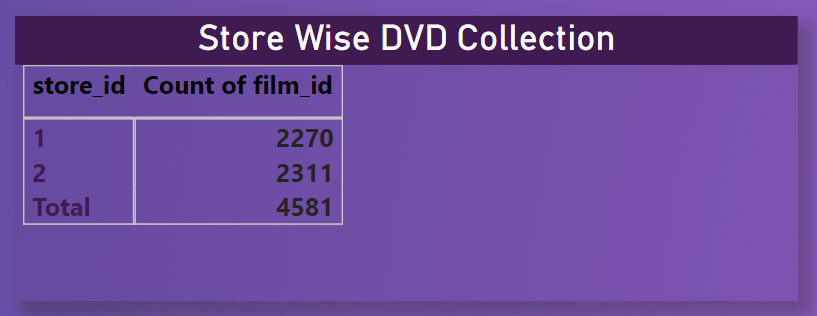 Store Wise DVD Collection
store_id Count of film_id
1 2270
2 2311
Total 4581